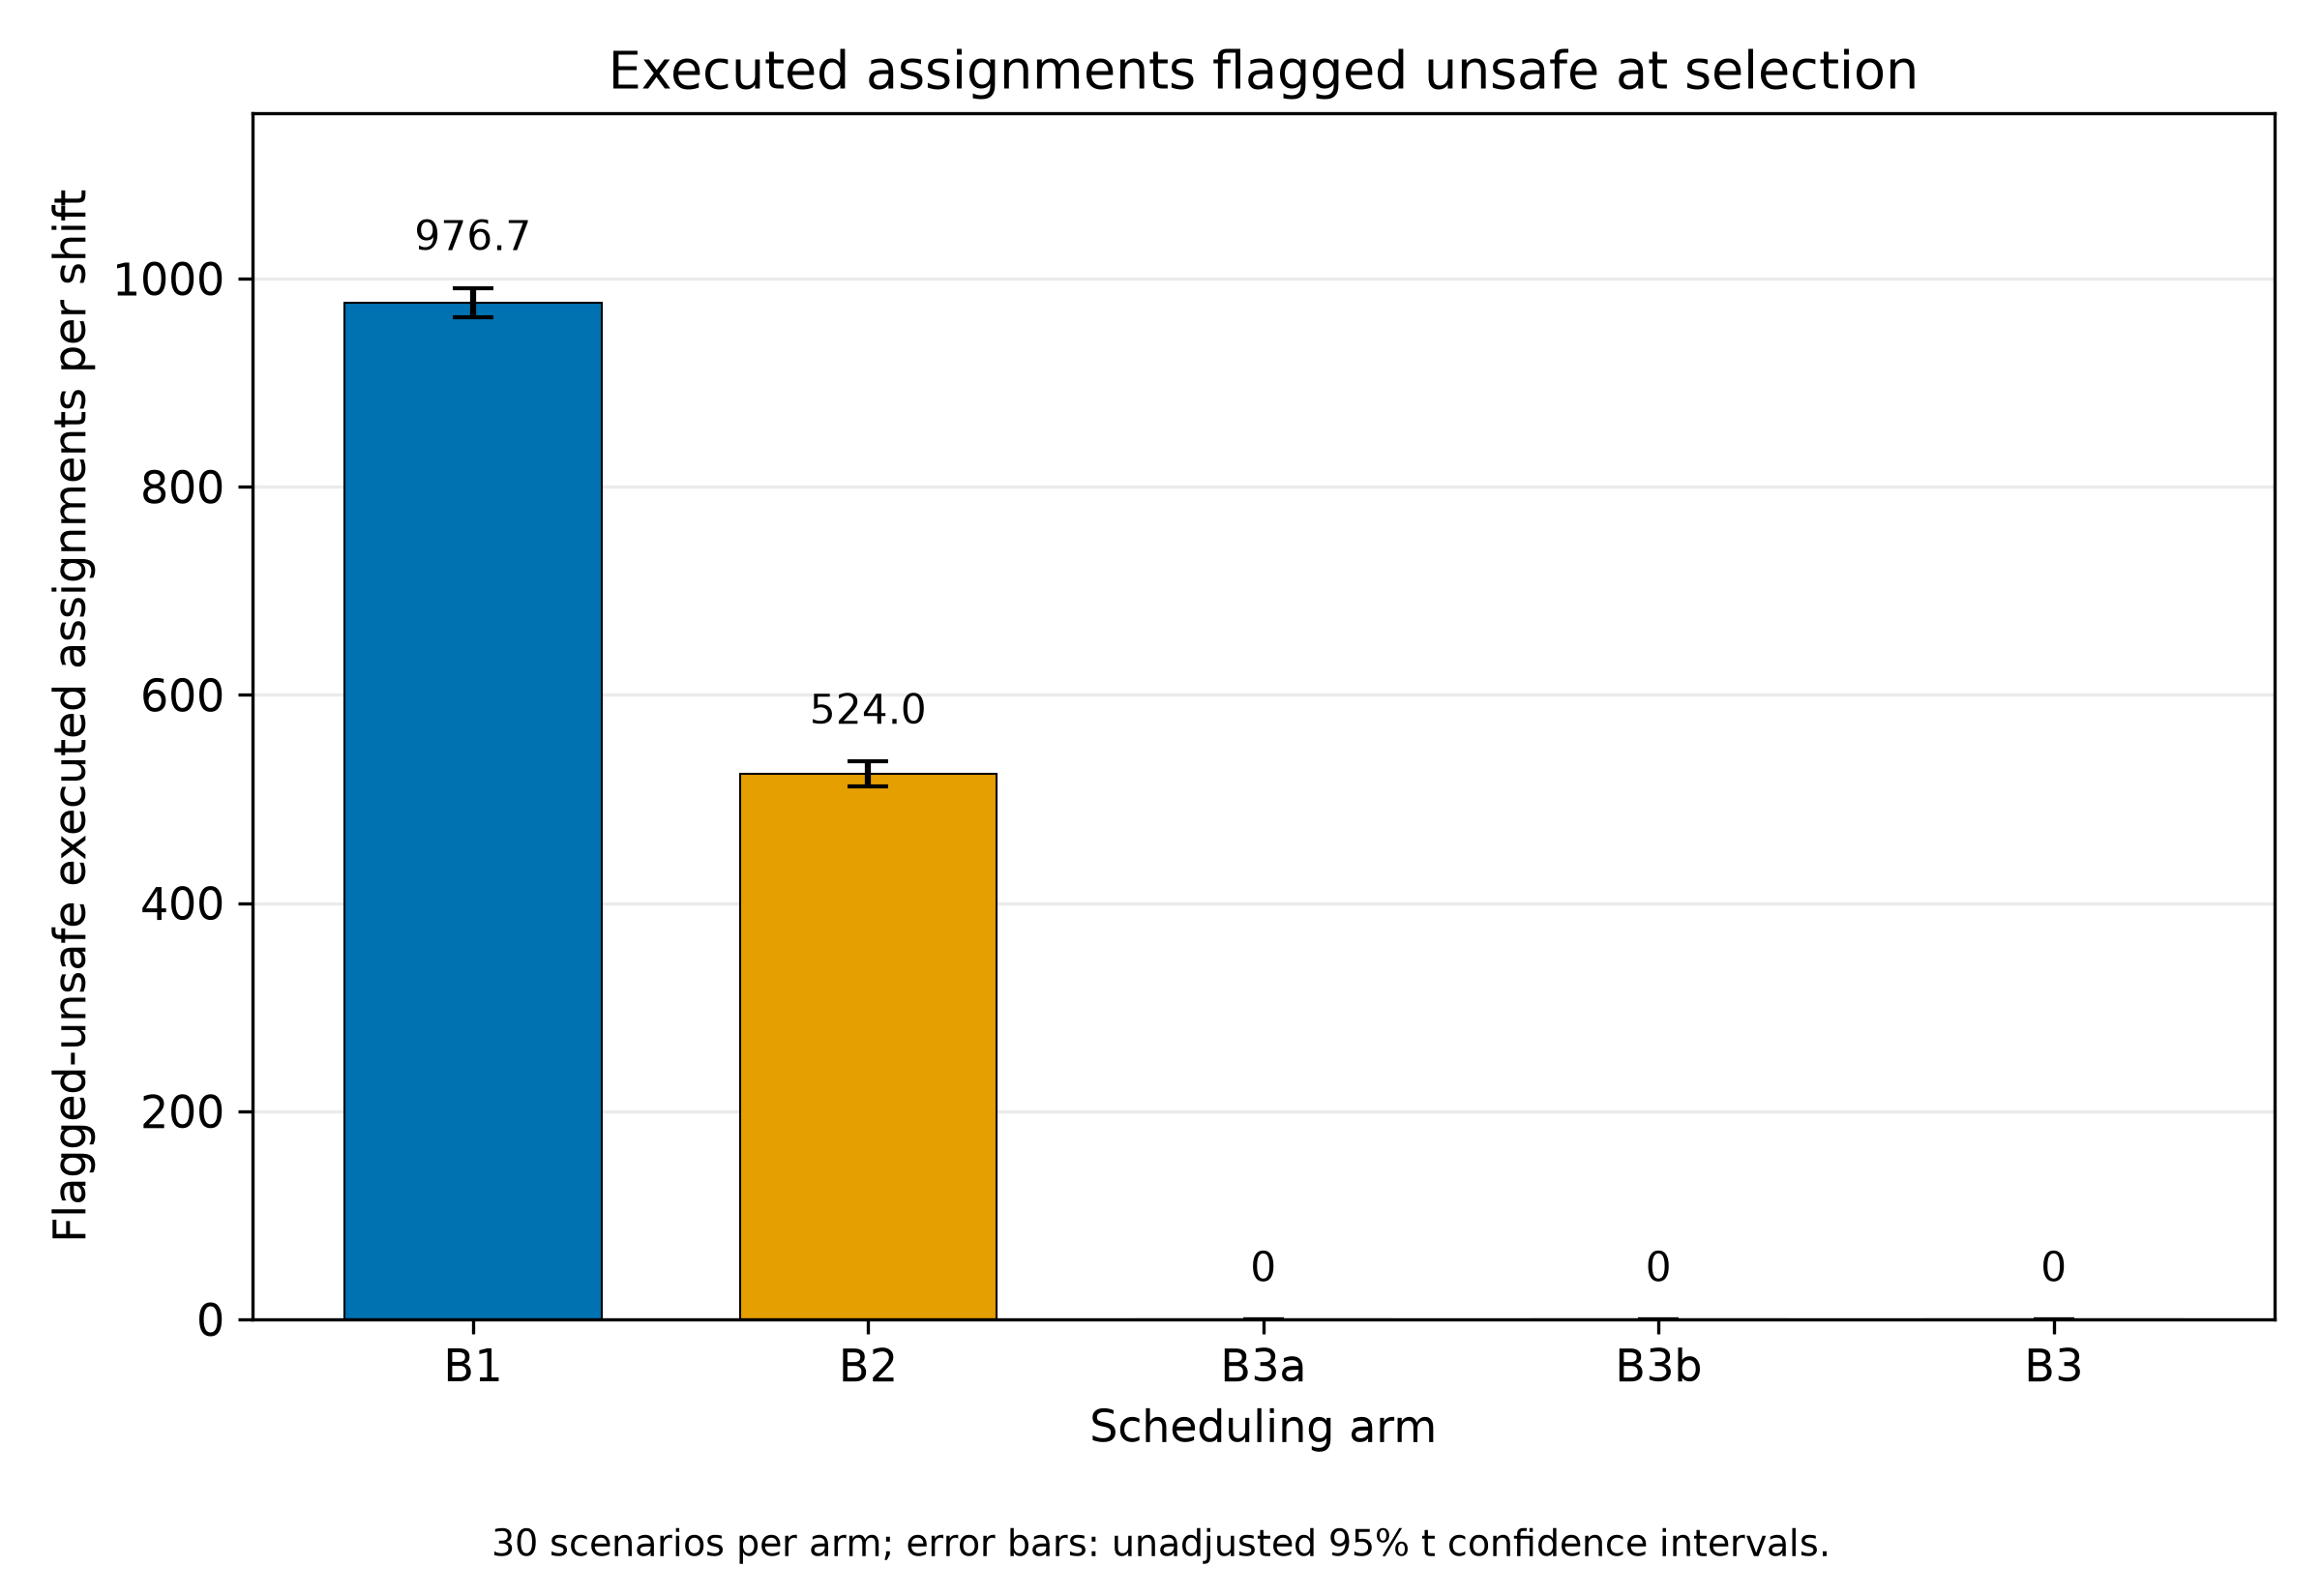 Executed assignments flagged unsafe at selection
Flagged-unsafe executed assignments per shift
1000
800
600
400
200
0
976.7
524.0
0
0
0
B1
B2
B3a
B3b
B3
Scheduling arm
30 scenarios per arm; error bars: unadjusted 95% t confidence intervals.